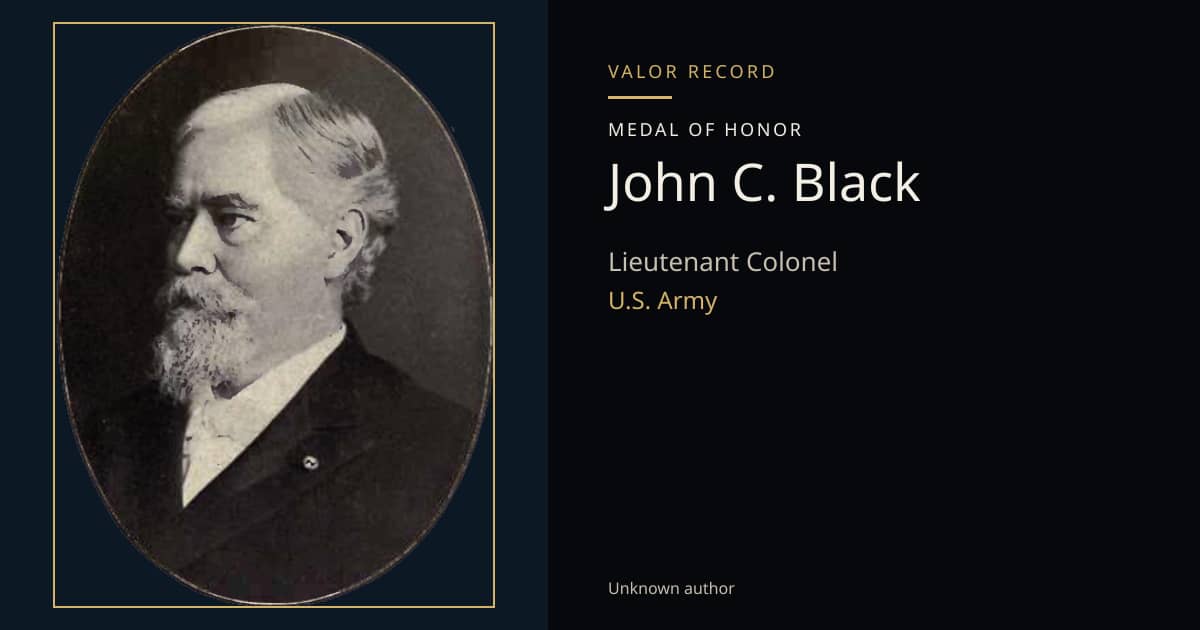 VALOR RECORD
MEDAL OF HONOR
John C. Black
Lieutenant Colonel
U.S. Army
Unknown author